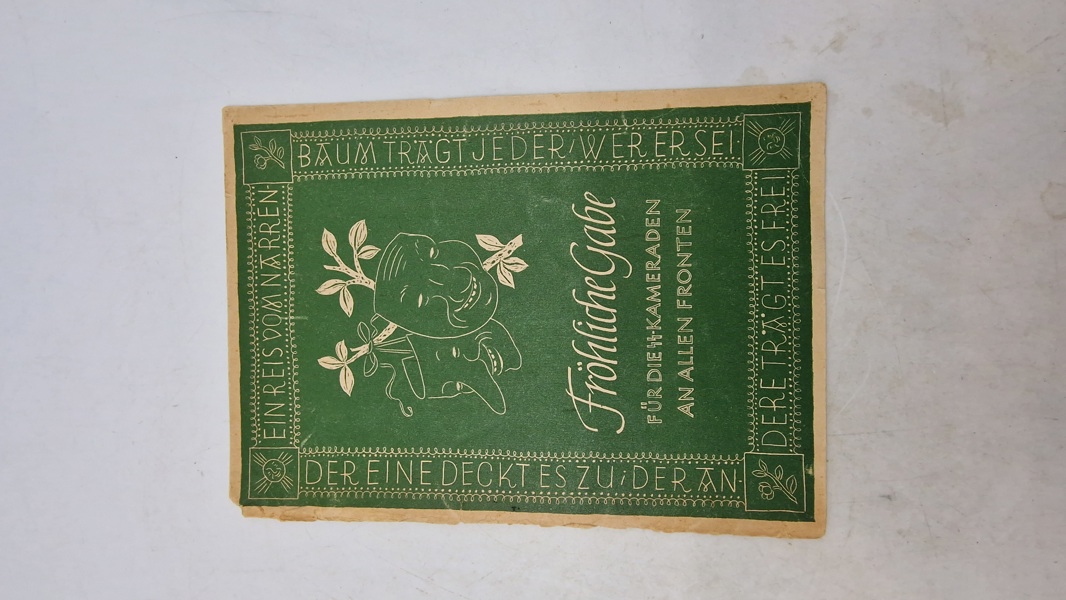 EIN REIS VOM NARREN·
BAUM TRÄGT JEDER/WER ER SEI·
DER EINE DECKT ES ZU/DER AN·
DERE TRÄGT ES FREI!
Fröhliche Gabe
FÜR DIE ᛋᛋ-KAMERADEN
AN ALLEN FRONTEN